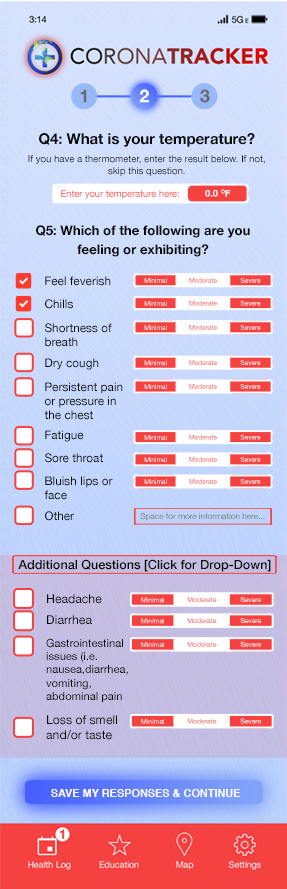 3:14
5G E
CORONATRACKER
1
2
3
Q4: What is your temperature?
If you have a thermometer, enter the result below. If not,
skip this question.
Enter your temperature here: 0.0 ºF
Q5: Which of the following are you
feeling or exhibiting?
Feel feverish Minimal Moderate Severe
Chills Minimal Moderate Severe
Shortness of Minimal Moderate Severe
breath
Dry cough Minimal Moderate Severe
Persistent pain Minimal Moderate Severe
or pressure in
the chest
Fatigue Minimal Moderate Severe
Sore throat Minimal Moderate Severe
Bluish lips or Minimal Moderate Severe
face
Other Space for more information here...
Additional Questions [Click for Drop-Down]
Headache Minimal Moderate Severe
Diarrhea Minimal Moderate Severe
Gastrointestinal Minimal Moderate Severe
issues (i.e.
nausea,diarrhea,
vomiting,
abdominal pain
Loss of smell Minimal Moderate Severe
and/or taste
SAVE MY RESPONSES & CONTINUE
1
Health Log Education Map Settings